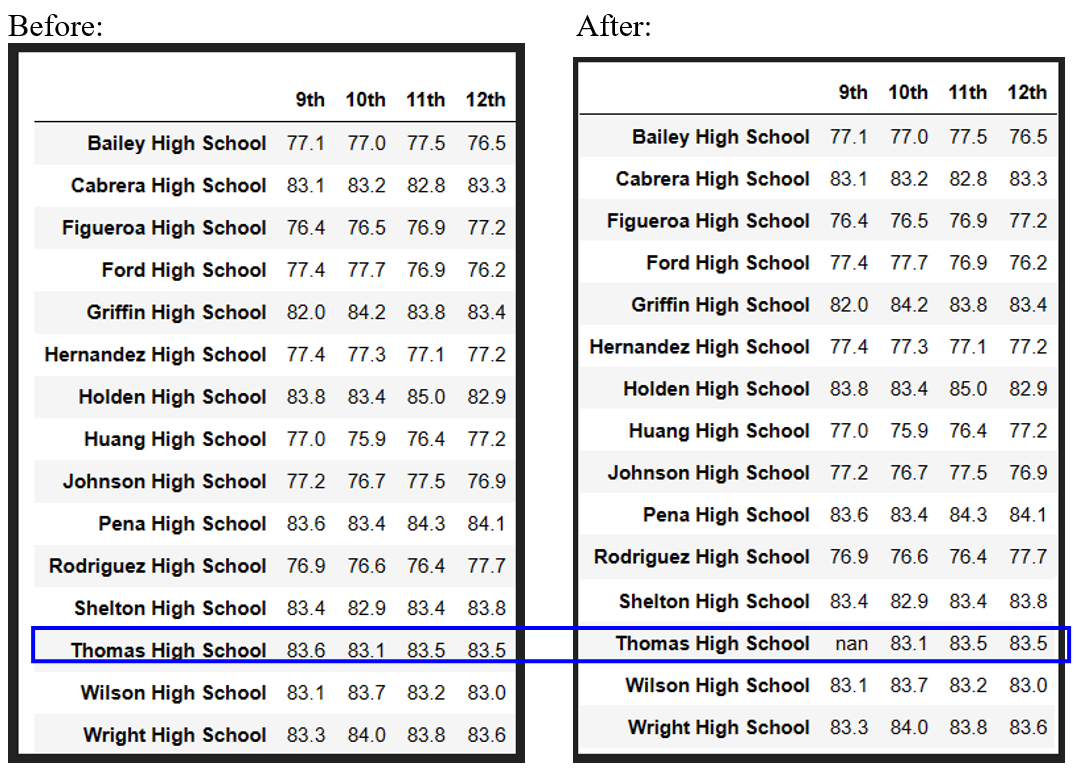 Before:
9th 10th 11th 12th
Bailey High School 77.1 77.0 77.5 76.5
Cabrera High School 83.1 83.2 82.8 83.3
Figueroa High School 76.4 76.5 76.9 77.2
Ford High School 77.4 77.7 76.9 76.2
Griffin High School 82.0 84.2 83.8 83.4
Hernandez High School 77.4 77.3 77.1 77.2
Holden High School 83.8 83.4 85.0 82.9
Huang High School 77.0 75.9 76.4 77.2
Johnson High School 77.2 76.7 77.5 76.9
Pena High School 83.6 83.4 84.3 84.1
Rodriguez High School 76.9 76.6 76.4 77.7
Shelton High School 83.4 82.9 83.4 83.8
Thomas High School 83.6 83.1 83.5 83.5
Wilson High School 83.1 83.7 83.2 83.0
Wright High School 83.3 84.0 83.8 83.6
After:
9th 10th 11th 12th
Bailey High School 77.1 77.0 77.5 76.5
Cabrera High School 83.1 83.2 82.8 83.3
Figueroa High School 76.4 76.5 76.9 77.2
Ford High School 77.4 77.7 76.9 76.2
Griffin High School 82.0 84.2 83.8 83.4
Hernandez High School 77.4 77.3 77.1 77.2
Holden High School 83.8 83.4 85.0 82.9
Huang High School 77.0 75.9 76.4 77.2
Johnson High School 77.2 76.7 77.5 76.9
Pena High School 83.6 83.4 84.3 84.1
Rodriguez High School 76.9 76.6 76.4 77.7
Shelton High School 83.4 82.9 83.4 83.8
Thomas High School nan 83.1 83.5 83.5
Wilson High School 83.1 83.7 83.2 83.0
Wright High School 83.3 84.0 83.8 83.6